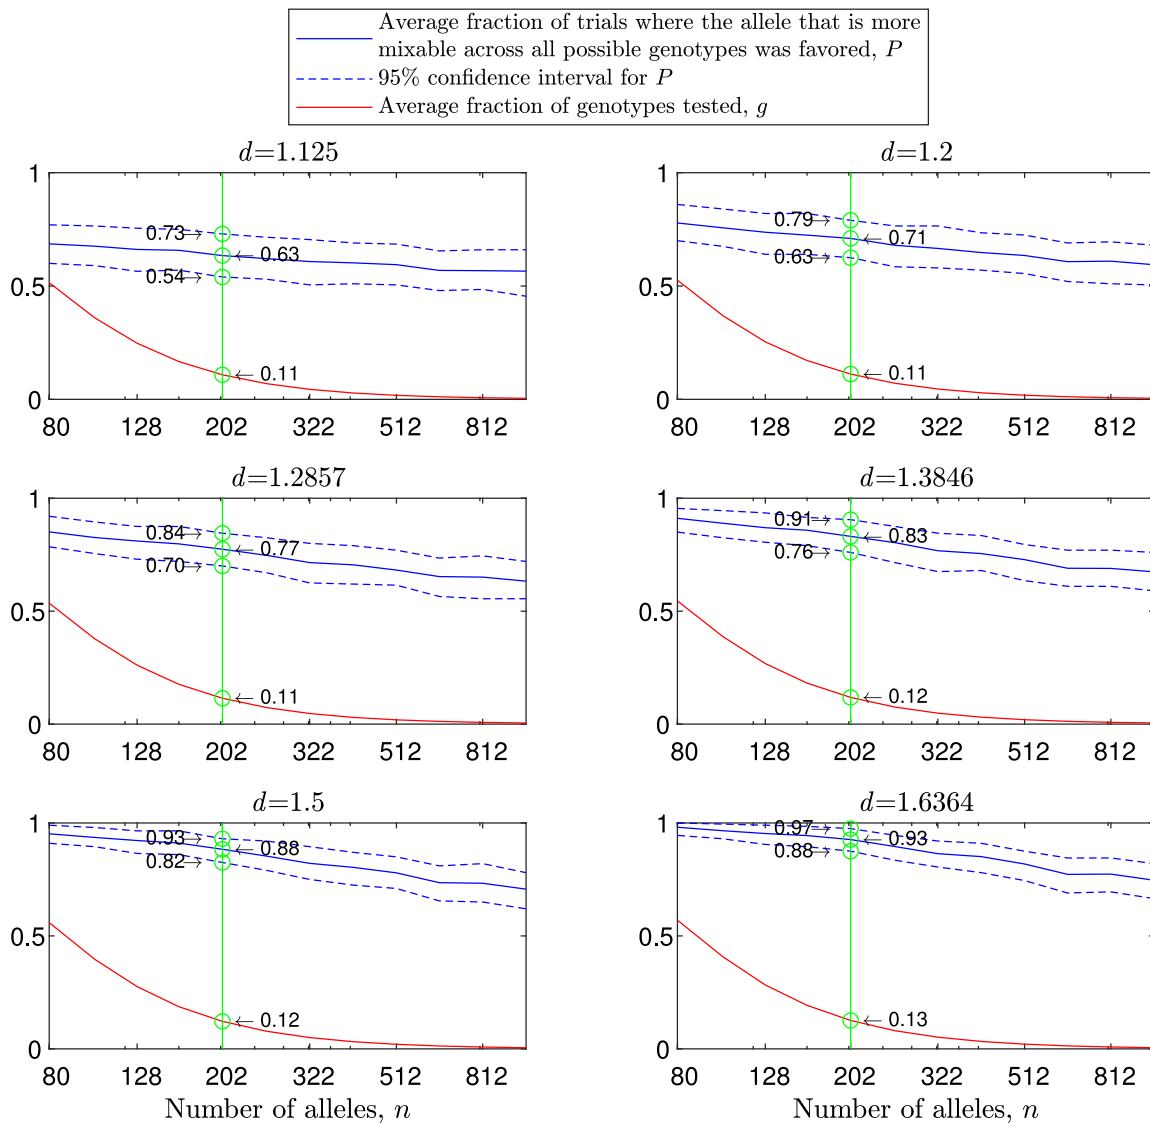 Average fraction of trials where the allele that is more
mixable across all possible genotypes was favored, P
95% confidence interval for P
Average fraction of genotypes tested, g
d=1.125
1
0.5
0
0.73→
←0.63
0.54→
←0.11
80 128 202 322 512 812
d=1.2
1
0.5
0
0.79→
←0.71
0.63→
←0.11
80 128 202 322 512 812
d=1.2857
1
0.5
0
0.84→
←0.77
0.70→
←0.11
80 128 202 322 512 812
d=1.3846
1
0.5
0
0.91→
←0.83
0.76→
←0.12
80 128 202 322 512 812
d=1.5
1
0.5
0
0.93→
←0.88
0.82→
←0.12
80 128 202 322 512 812
Number of alleles, n
d=1.6364
1
0.5
0
0.97→
←0.93
0.88→
←0.13
80 128 202 322 512 812
Number of alleles, n